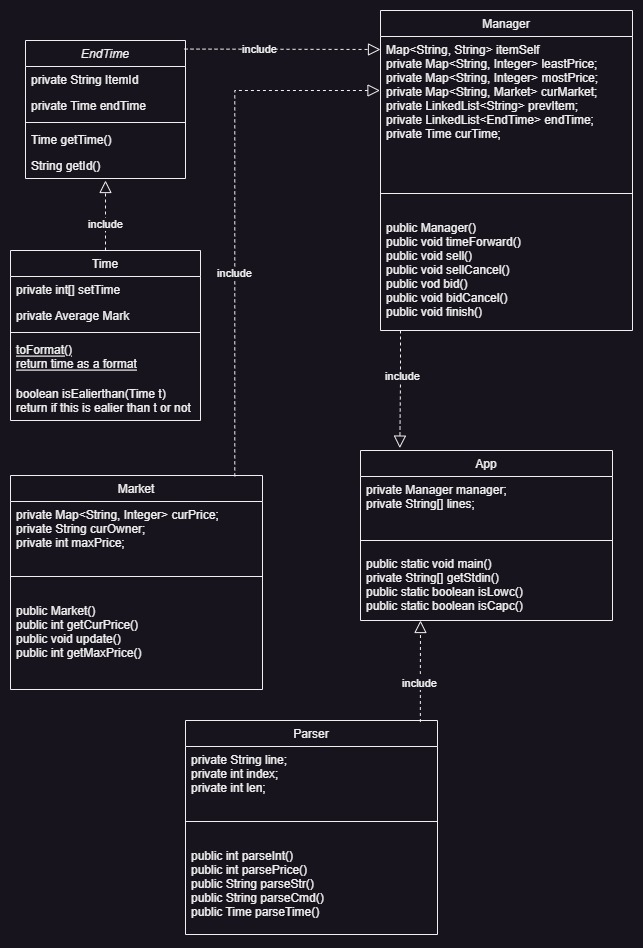 EndTime
private String ItemId
private Time endTime
Time getTime()
String getId()
include
Manager
Map<String, String> itemSelf
private Map<String, Integer> leastPrice;
private Map<String, Integer> mostPrice;
private Map<String, Market> curMarket;
private LinkedList<String> prevItem;
private LinkedList<EndTime> endTime;
private Time curTime;
public Manager()
public void timeForward()
public void sell()
public void sellCancel()
public vod bid()
public void bidCancel()
public void finish()
include
Time
private int[] setTime
private Average Mark
toFormat()
return time as a format
boolean isEalierthan(Time t)
return if this is ealier than t or not
include
include
Market
private Map<String, Integer> curPrice;
private String curOwner;
private int maxPrice;
public Market()
public int getCurPrice()
public void update()
public int getMaxPrice()
App
private Manager manager;
private String[] lines;
public static void main()
private String[] getStdin()
public static boolean isLowc()
public static boolean isCapc()
include
Parser
private String line;
private int index;
private int len;
public int parseInt()
public int parsePrice()
public String parseStr()
public String parseCmd()
public Time parseTime()